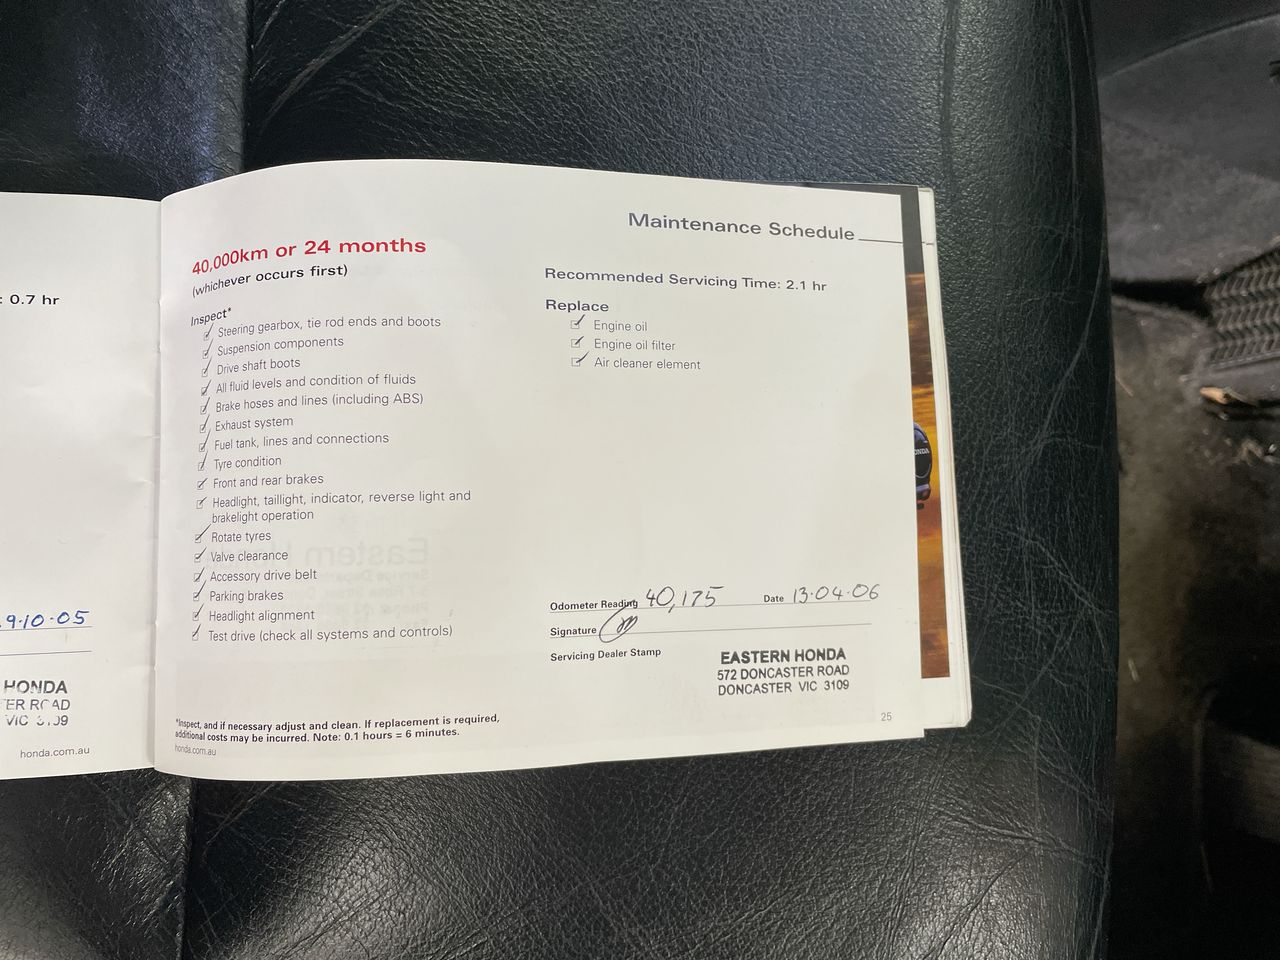 : 0.7 hr
9·10·05
HONDA
ER ROAD
VIC 3109
honda.com.au
Maintenance Schedule
40,000km or 24 months
(whichever occurs first)
Inspect*
Steering gearbox, tie rod ends and boots
Suspension components
Drive shaft boots
All fluid levels and condition of fluids
Brake hoses and lines (including ABS)
Exhaust system
Fuel tank, lines and connections
Tyre condition
Front and rear brakes
Headlight, taillight, indicator, reverse light and
brakelight operation
Rotate tyres
Valve clearance
Accessory drive belt
Parking brakes
Headlight alignment
Test drive (check all systems and controls)
*Inspect, and if necessary adjust and clean. If replacement is required,
additional costs may be incurred. Note: 0.1 hours = 6 minutes.
honda.com.au
Recommended Servicing Time: 2.1 hr
Replace
Engine oil
Engine oil filter
Air cleaner element
Odometer Reading 40,175 Date 13·04·06
Signature
Servicing Dealer Stamp
EASTERN HONDA
572 DONCASTER ROAD
DONCASTER VIC 3109
25
HONDA